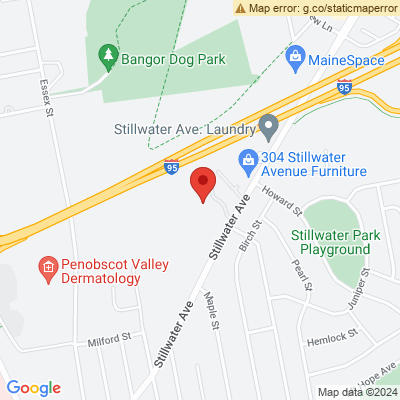 Map error: g.co/staticmaperror
Bangor Dog Park
MaineSpace
95
Essex St
Stillwater Ave. Laundry
95
304 Stillwater
Avenue Furniture
Howard St
Stillwater Ave
Birch St
Stillwater Park
Playground
Penobscot Valley
Dermatology
Pearl St
Juniper St
Maple St
Stillwater Ave
Milford St
Hemlock St
Hope Ave
Google
Map data ©2024